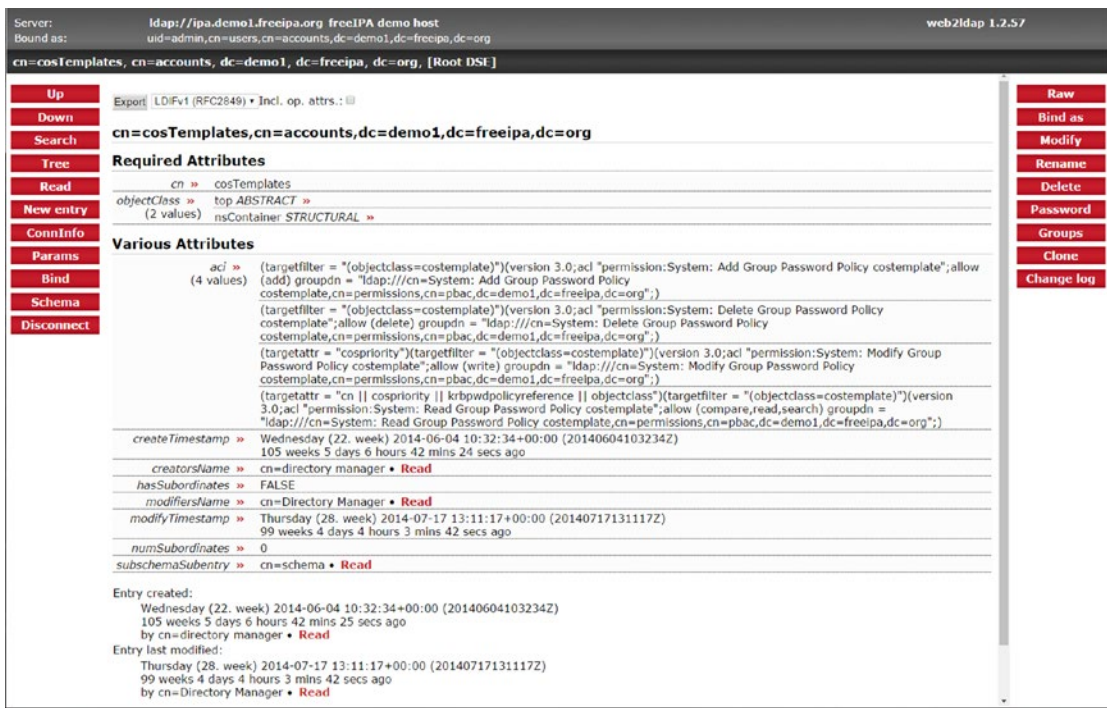 Server: ldap://ipa.demo1.freeipa.org freeIPA demo host web2ldap 1.2.57
Bound as: uid=admin,cn=users,cn=accounts,dc=demo1,dc=freeipa,dc=org
cn=cosTemplates, cn=accounts, dc=demo1, dc=freeipa, dc=org, [Root DSE]
Up
Down
Search
Tree
Read
New entry
ConnInfo
Params
Bind
Schema
Disconnect
Export LDIFv1 (RFC2849) Incl. op. attrs.:
cn=cosTemplates,cn=accounts,dc=demo1,dc=freeipa,dc=org
Required Attributes
cn » cosTemplates
objectClass » top ABSTRACT »
(2 values) nsContainer STRUCTURAL »
Various Attributes
aci » (targetfilter = "(objectclass=costemplate)")(version 3.0;acl "permission:System: Add Group Password Policy costemplate";allow
(4 values) (add) groupdn = "ldap:///cn=System: Add Group Password Policy
costemplate,cn=permissions,cn=pbac,dc=demo1,dc=freeipa,dc=org";)
(targetfilter = "(objectclass=costemplate)")(version 3.0;acl "permission:System: Delete Group Password Policy
costemplate";allow (delete) groupdn = "ldap:///cn=System: Delete Group Password Policy
costemplate,cn=permissions,cn=pbac,dc=demo1,dc=freeipa,dc=org";)
(targetattr = "cospriority")(targetfilter = "(objectclass=costemplate)")(version 3.0;acl "permission:System: Modify Group
Password Policy costemplate";allow (write) groupdn = "ldap:///cn=System: Modify Group Password Policy
costemplate,cn=permissions,cn=pbac,dc=demo1,dc=freeipa,dc=org";)
(targetattr = "cn || cospriority || krbpwdpolicyreference || objectclass")(targetfilter = "(objectclass=costemplate)")(version
3.0;acl "permission:System: Read Group Password Policy costemplate";allow (compare,read,search) groupdn =
"ldap:///cn=System: Read Group Password Policy costemplate,cn=permissions,cn=pbac,dc=demo1,dc=freeipa,dc=org";)
createTimestamp » Wednesday (22. week) 2014-06-04 10:32:34+00:00 (20140604103234Z)
105 weeks 5 days 6 hours 42 mins 24 secs ago
creatorsName » cn=directory manager • Read
hasSubordinates » FALSE
modifiersName » cn=Directory Manager • Read
modifyTimestamp » Thursday (28. week) 2014-07-17 13:11:17+00:00 (20140717131117Z)
99 weeks 4 days 4 hours 3 mins 42 secs ago
numSubordinates » 0
subschemaSubentry » cn=schema • Read
Entry created:
Wednesday (22. week) 2014-06-04 10:32:34+00:00 (20140604103234Z)
105 weeks 5 days 6 hours 42 mins 25 secs ago
by cn=directory manager • Read
Entry last modified:
Thursday (28. week) 2014-07-17 13:11:17+00:00 (20140717131117Z)
99 weeks 4 days 4 hours 3 mins 42 secs ago
by cn=Directory Manager • Read
Raw
Bind as
Modify
Rename
Delete
Password
Groups
Clone
Change log